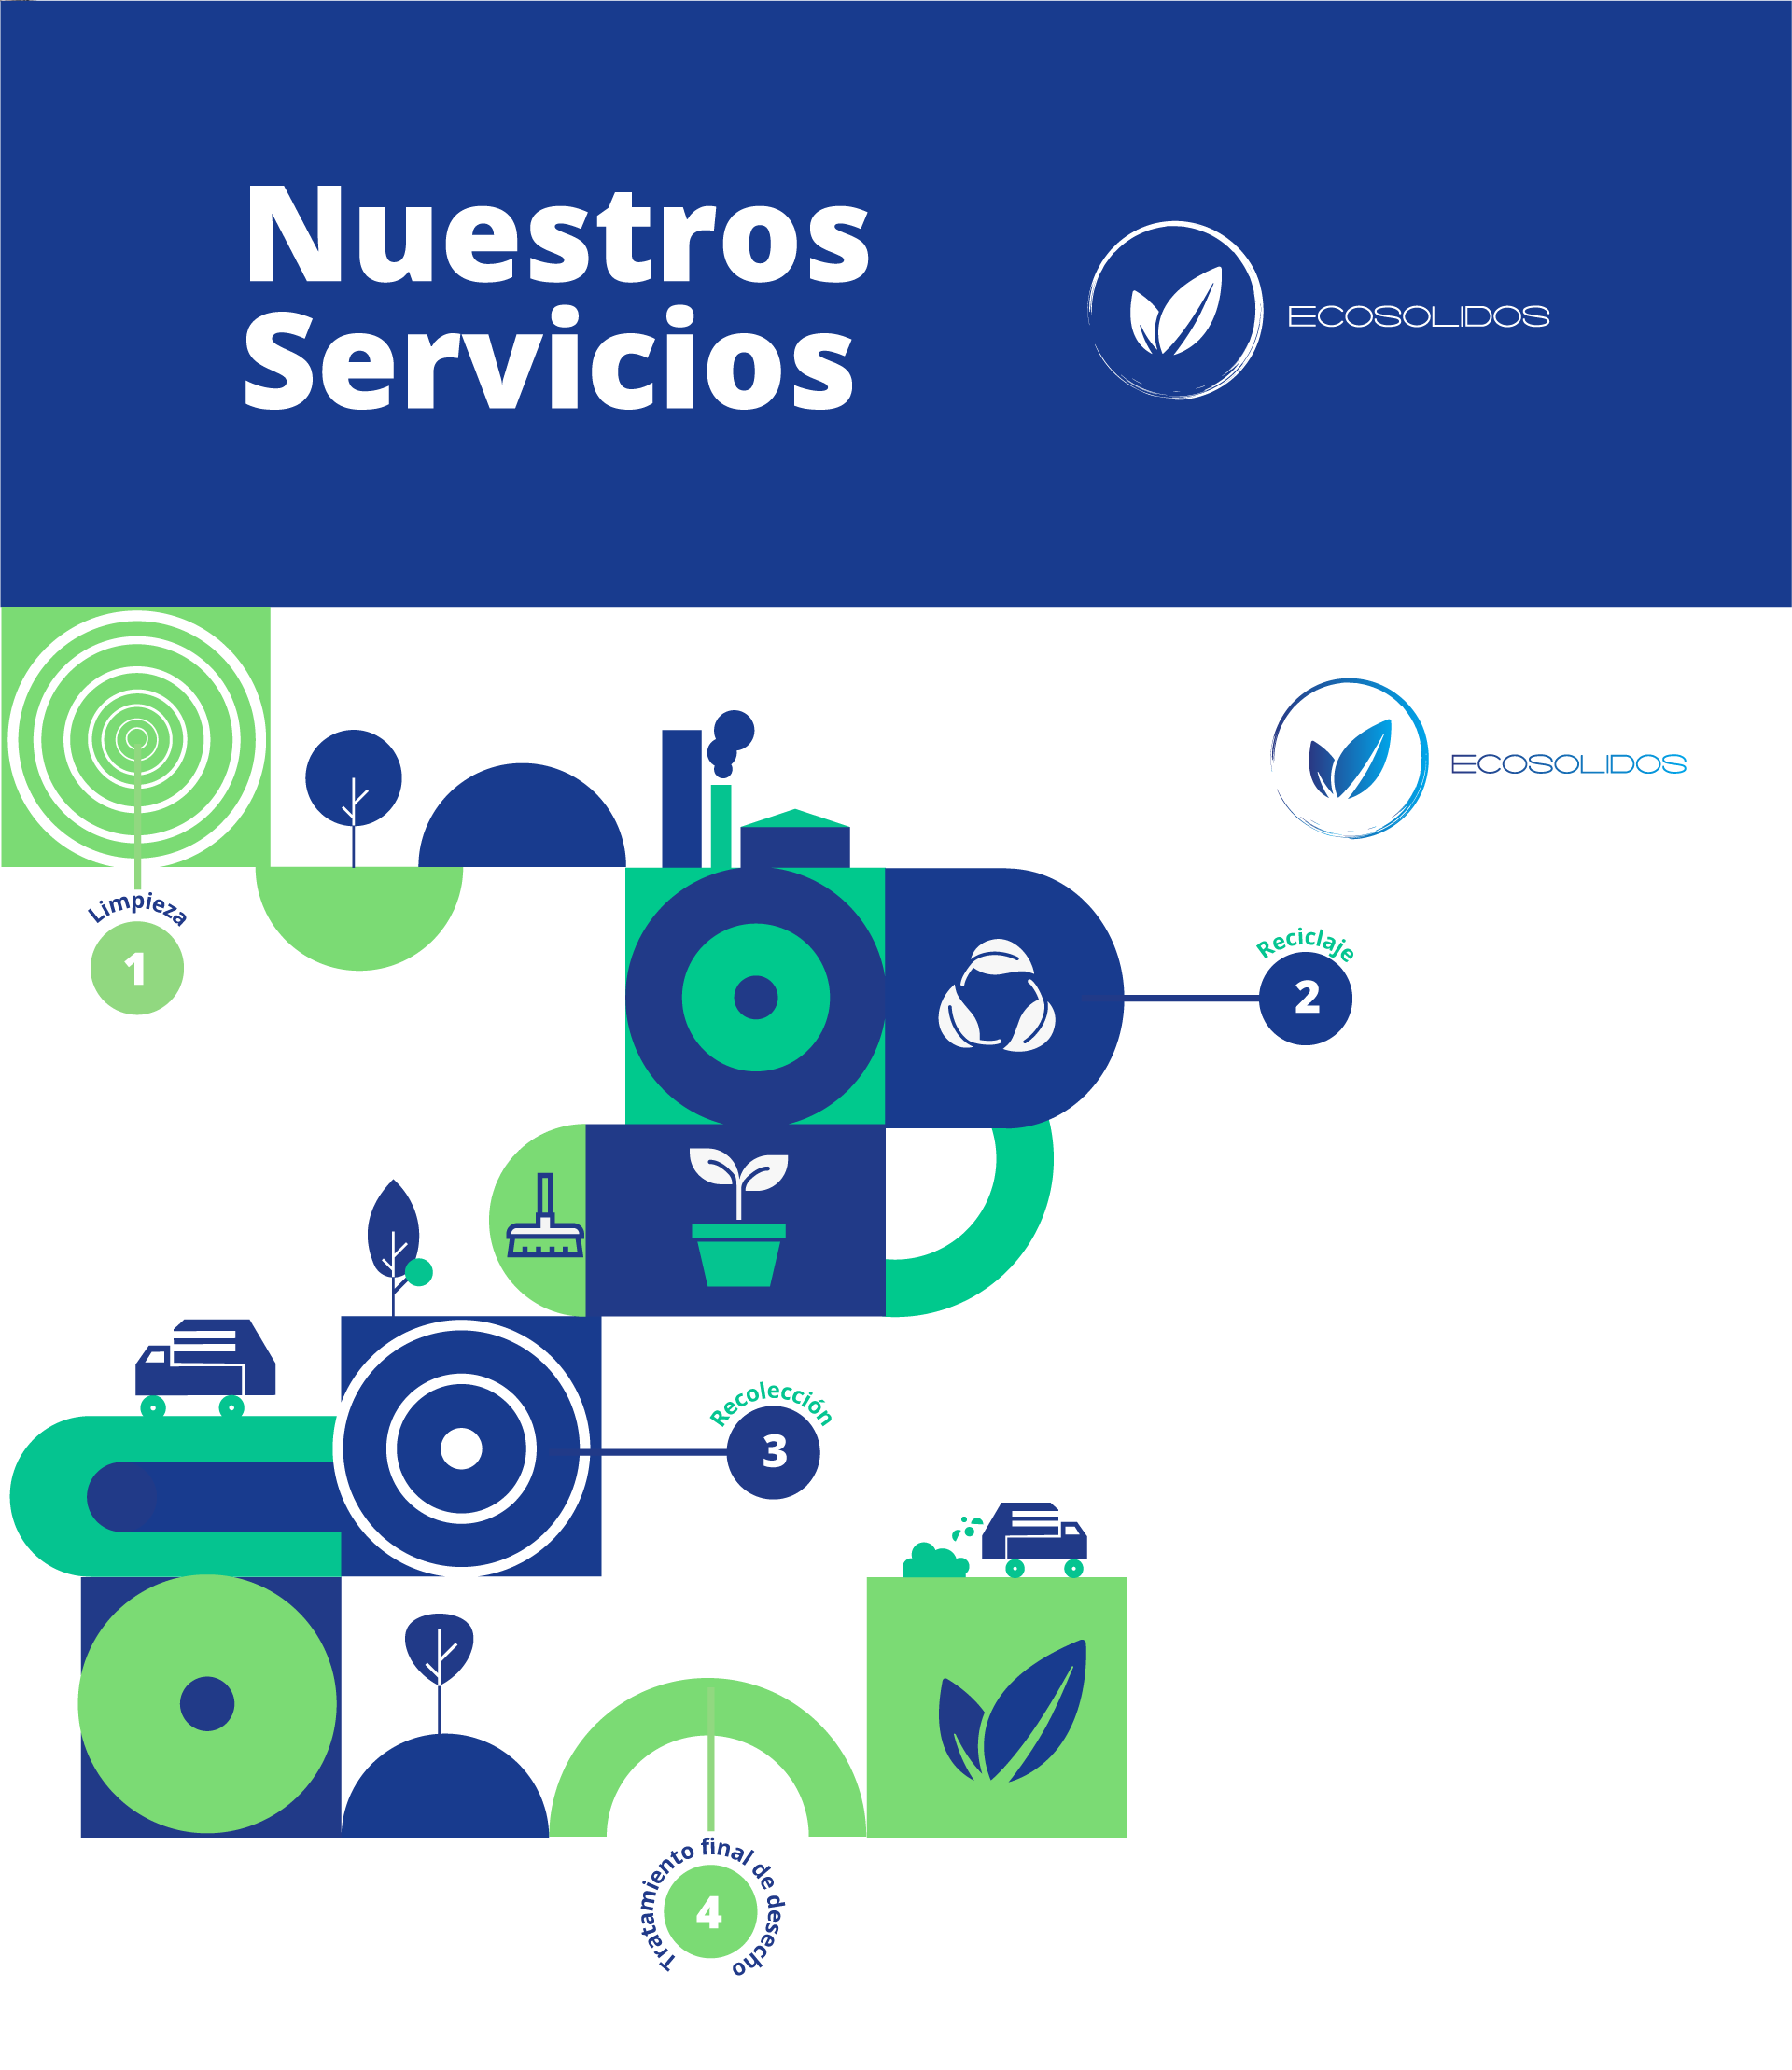 Nuestros
Servicios
ECOSOLIDOS
ECOSOLIDOS
Limpieza
1
Reciclaje
2
Recolección
3
Tratamiento final de desecho
4